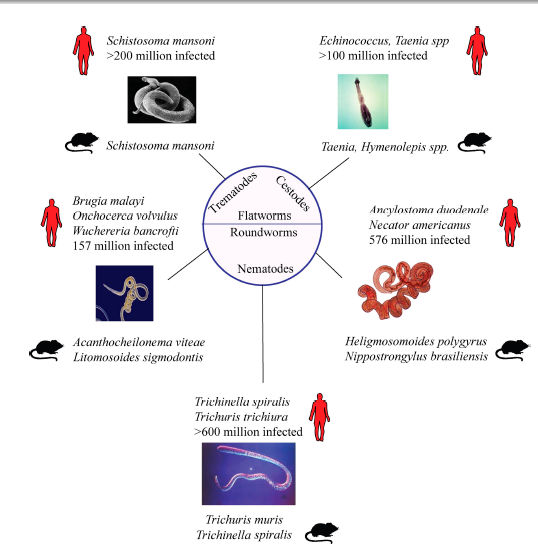 Schistosoma mansoni
>200 million infected
Schistosoma mansoni
Echinococcus, Taenia spp
>100 million infected
Taenia, Hymenolepis spp.
Trematodes
Cestodes
Flatworms
Roundworms
Nematodes
Brugia malayi
Onchocerca volvulus
Wuchereria bancrofti
157 million infected
Acanthocheilonema viteae
Litomosoides sigmodontis
Ancylostoma duodenale
Necator americanus
576 million infected
Heligmosomoides polygyrus
Nippostrongylus brasiliensis
Trichinella spiralis
Trichuris trichiura
>600 million infected
Trichuris muris
Trichinella spiralis